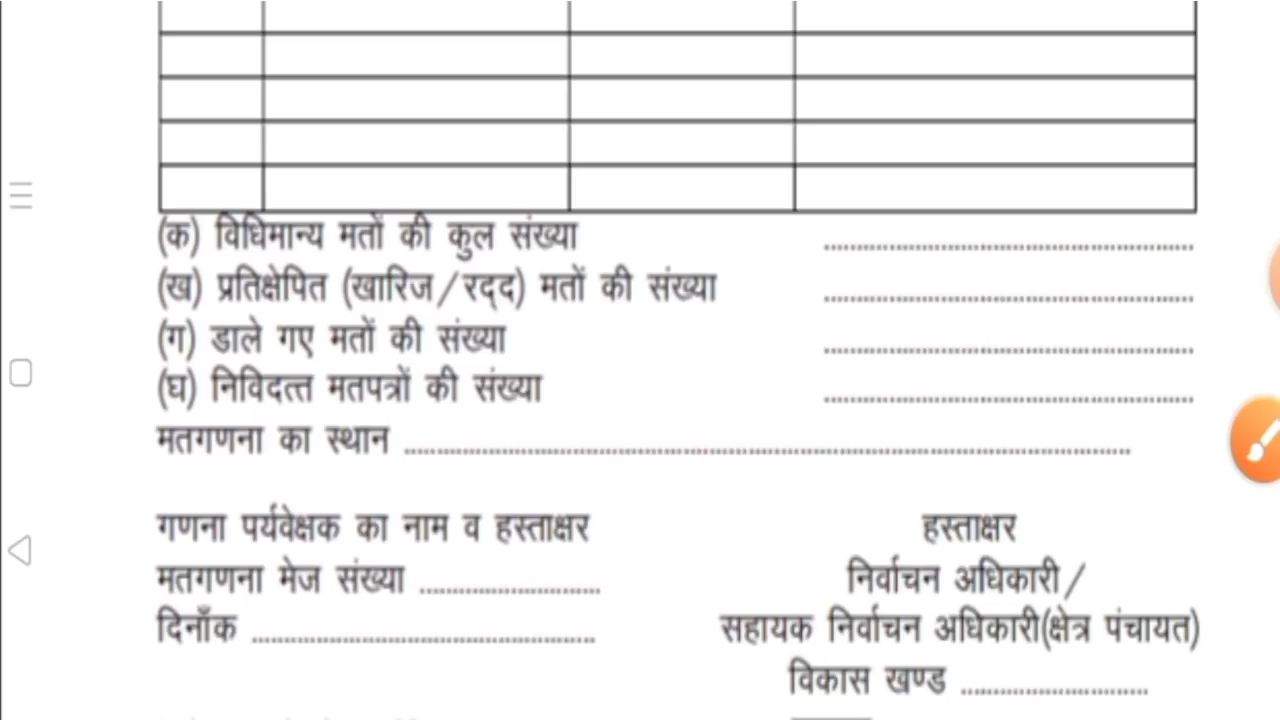 (क) विधिमान्य मतों की कुल संख्या ........................................
(ख) प्रतिक्षेपित (खारिज/रद्द) मतों की संख्या ........................................
(ग) डाले गए मतों की संख्या ........................................
(घ) निविदत्त मतपत्रों की संख्या ........................................
मतगणना का स्थान ................................................................................
गणना पर्यवेक्षक का नाम व हस्ताक्षर हस्ताक्षर
मतगणना मेज संख्या ............................ निर्वाचन अधिकारी/
दिनाँक ........................................ सहायक निर्वाचन अधिकारी(क्षेत्र पंचायत)
विकास खण्ड ............................